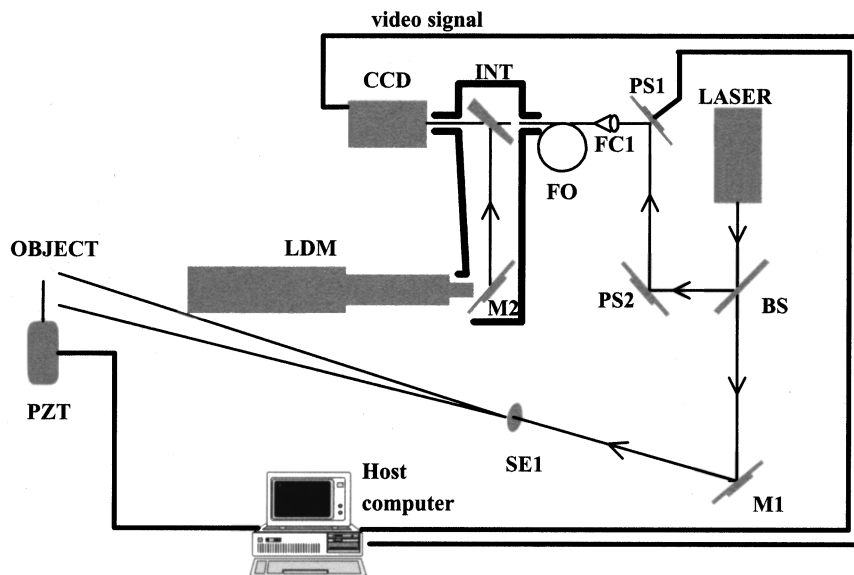 video signal
CCD
INT
PS1
LASER
FC1
FO
OBJECT
LDM
M2
PS2
BS
PZT
SE1
M1
Host
computer